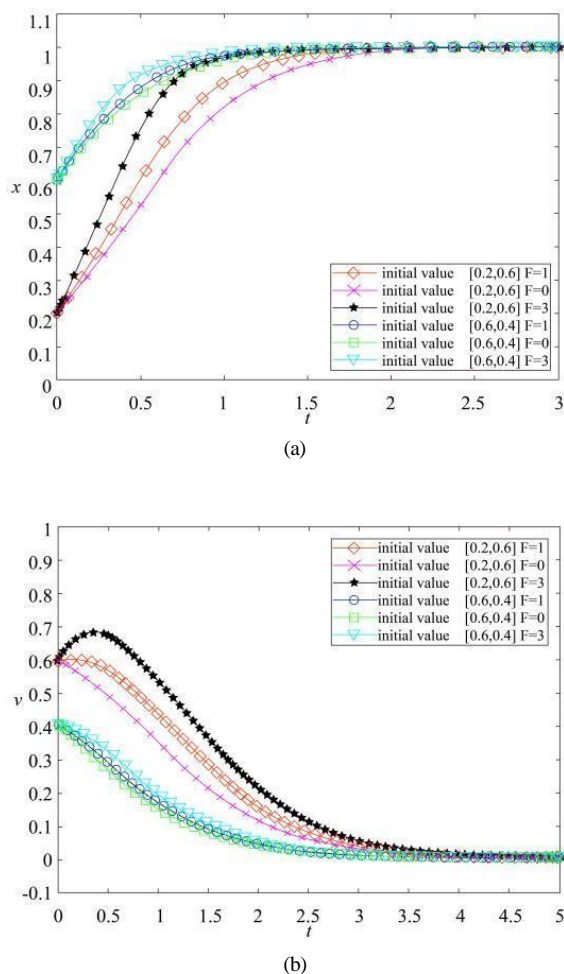 1.1
1
0.9
0.8
0.7
0.6
x
0.5
0.4
0.3
0.2
0.1
0
initial value [0.2,0.6] F=1
initial value [0.2,0.6] F=0
initial value [0.2,0.6] F=3
initial value [0.6,0.4] F=1
initial value [0.6,0.4] F=0
initial value [0.6,0.4] F=3
0 0.5 1 1.5 2 2.5 3
t
(a)
1
0.9
0.8
0.7
0.6
v
0.5
0.4
0.3
0.2
0.1
0
-0.1
initial value [0.2,0.6] F=1
initial value [0.2,0.6] F=0
initial value [0.2,0.6] F=3
initial value [0.6,0.4] F=1
initial value [0.6,0.4] F=0
initial value [0.6,0.4] F=3
0 0.5 1 1.5 2 2.5 3 3.5 4 4.5 5
t
(b)